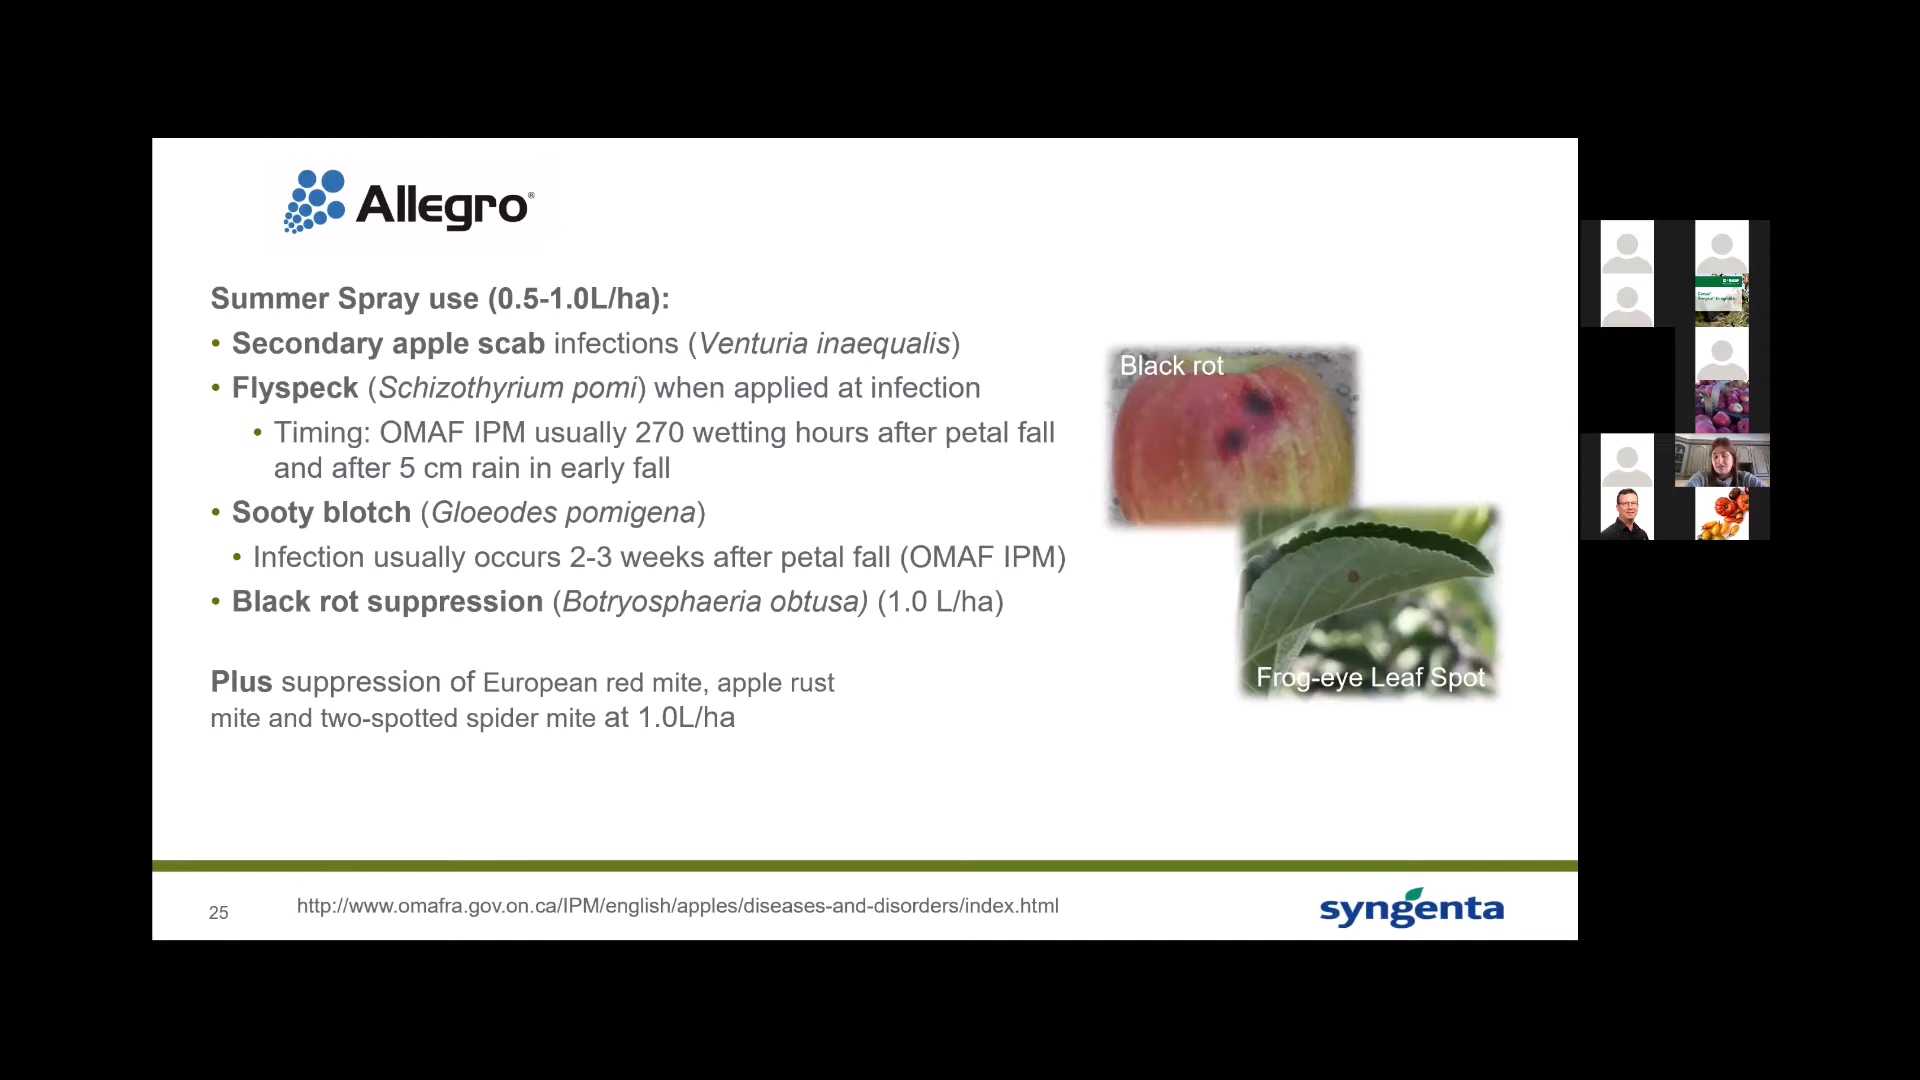 Allegro®
Summer Spray use (0.5-1.0L/ha):
• Secondary apple scab infections (Venturia inaequalis)
• Flyspeck (Schizothyrium pomi) when applied at infection
• Timing: OMAF IPM usually 270 wetting hours after petal fall
and after 5 cm rain in early fall
• Sooty blotch (Gloeodes pomigena)
• Infection usually occurs 2-3 weeks after petal fall (OMAF IPM)
• Black rot suppression (Botryosphaeria obtusa) (1.0 L/ha)
Plus suppression of European red mite, apple rust
mite and two-spotted spider mite at 1.0L/ha
Black rot
Frog-eye Leaf Spot
25
http://www.omafra.gov.on.ca/IPM/english/apples/diseases-and-disorders/index.html
syngenta